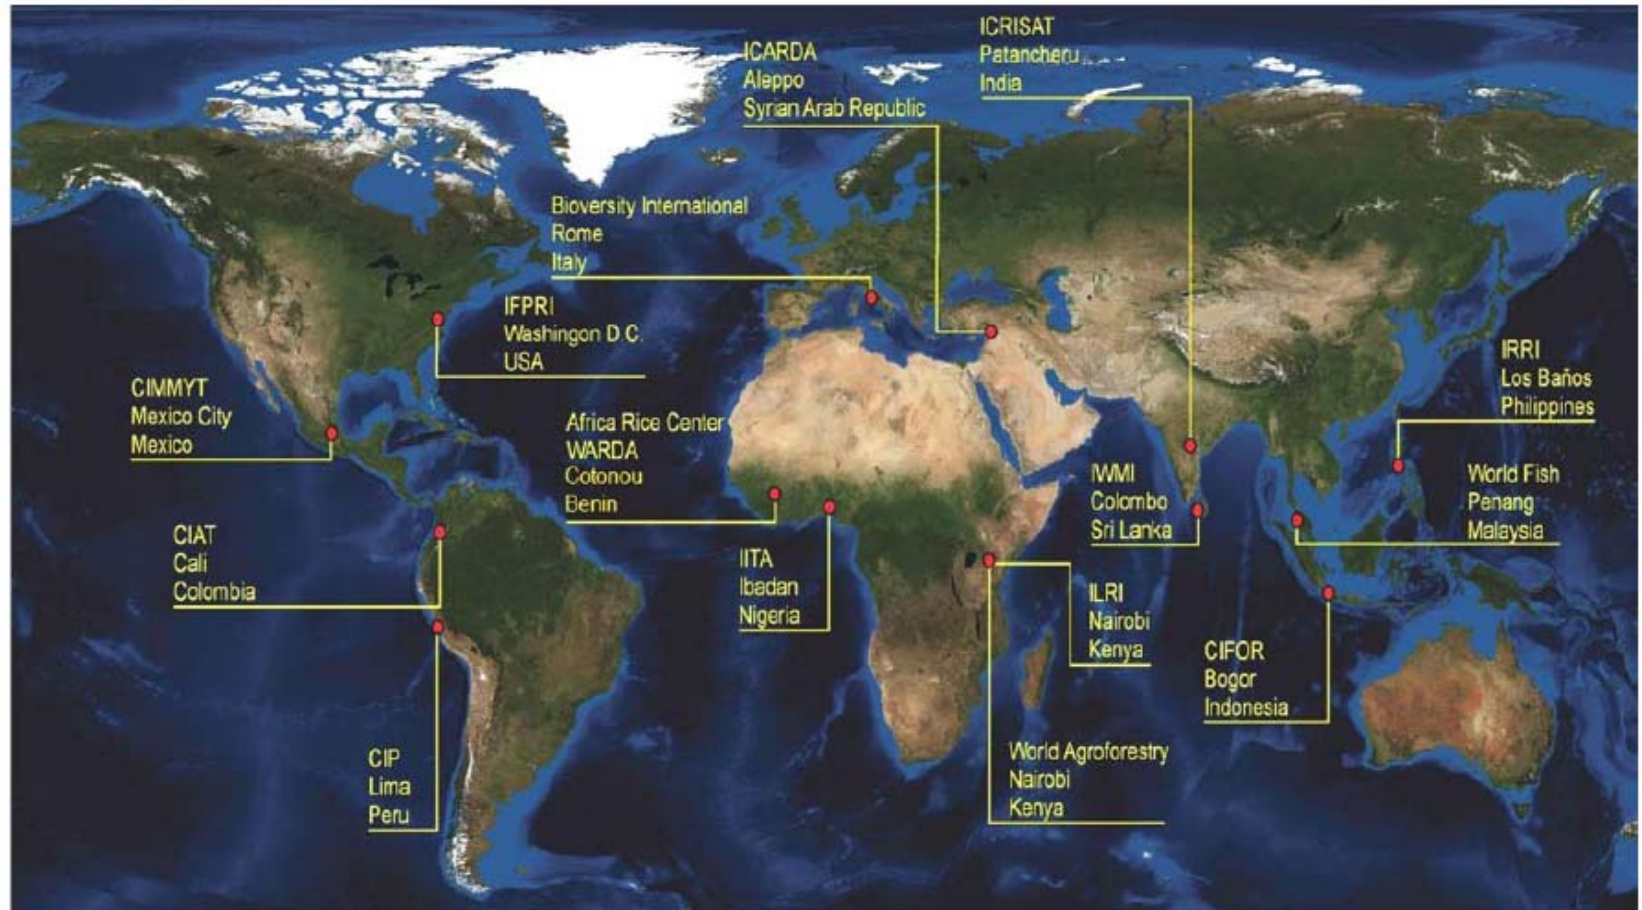 ICRISAT
Patancheru
India
ICARDA
Aleppo
Syrian Arab Republic
Bioversity International
Rome
Italy
IFPRI
Washingon D.C.
USA
IRRI
Los Baños
Philippines
CIMMYT
Mexico City
Mexico
Africa Rice Center
WARDA
Cotonou
Benin
IWMI
Colombo
Sri Lanka
World Fish
Penang
Malaysia
CIAT
Cali
Colombia
IITA
Ibadan
Nigeria
ILRI
Nairobi
Kenya
CIFOR
Bogor
Indonesia
World Agroforestry
Nairobi
Kenya
CIP
Lima
Peru